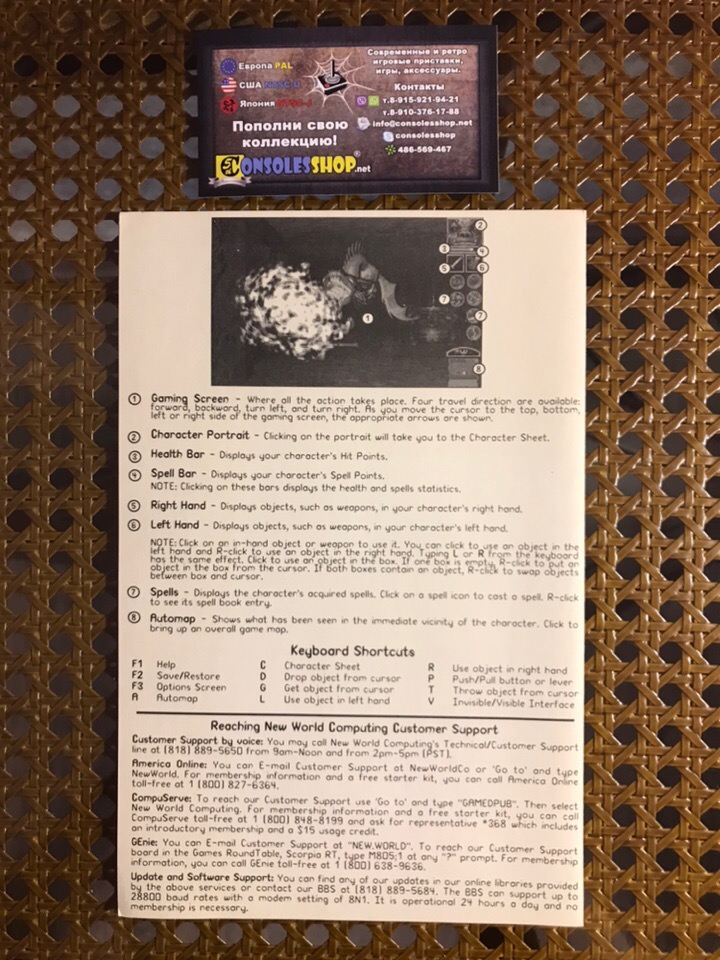 Европа PAL
США NTSC-U
Япония NTSC-J
Пополни свою
коллекцию!
CONSOLESSHOP.net
Современные и ретро
игровые приставки,
игры, аксессуары.
Контакты
т.8-915-921-94-21
т.8-910-376-17-88
info@consolesshop.net
consolesshop
486-569-467
2
3
4
5
6
7
1
7
8
1 Gaming Screen - Where all the action takes place. Four travel direction are available:
forward, backward, turn left, and turn right. As you move the cursor to the top, bottom,
left or right side of the gaming screen, the appropriate arrows are shown.
2 Character Portrait - Clicking on the portrait will take you to the Character Sheet.
3 Health Bar - Displays your character's Hit Points.
4 Spell Bar - Displays your character's Spell Points.
NOTE: Clicking on these bars displays the health and spells statistics.
5 Right Hand - Displays objects, such as weapons, in your character's right hand.
6 Left Hand - Displays objects, such as weapons, in your character's left hand.
NOTE: Click on an in-hand object or weapon to use it. You can click to use an object in the
left hand and R-click to use an object in the right hand. Typing L or R from the keyboard
has the same effect. Click to use an object in the box. If one box is empty, R-click to put an
object in the box from the cursor. If both boxes contain an object, R-click to swap objects
between box and cursor.
7 Spells - Displays the character's acquired spells. Click on a spell icon to cast a spell. R-click
to see its spell book entry.
8 Automap - Shows what has been seen in the immediate vicinity of the character. Click to
bring up an overall game map.
Keyboard Shortcuts
F1 Help C Character Sheet R Use object in right hand
F2 Save/Restore D Drop object from cursor P Push/Pull button or lever
F3 Options Screen G Get object from cursor T Throw object from cursor
A Automap L Use object in left hand V Invisible/Visible Interface
Reaching New World Computing Customer Support
Customer Support by voice: You may call New World Computing's Technical/Customer Support
line at (818) 889-5650 from 9am-Noon and from 2pm-5pm (PST).
America Online: You can E-mail Customer Support at NewWorldCo or 'Go to' and type
NewWorld. For membership information and a free starter kit, you can call America Online
toll-free at 1 (800) 827-6364.
CompuServe: To reach our Customer Support use 'Go to' and type "GAMEDPUB". Then select
New World Computing. For membership information and a free starter kit, you can call
CompuServe toll-free at 1 (800) 848-8199 and ask for representative *368 which includes
an introductory membership and a $15 usage credit.
GEnie: You can E-mail Customer Support at "NEW.WORLD". To reach our Customer Support
board in the Games RoundTable, Scorpia RT, type M805;1 at any "?" prompt. For membership
information, you can call GEnie toll-free at 1 (800) 638-9636.
Update and Software Support: You can find any of our updates in our online libraries provided
by the above services or contact our BBS at (818) 889-5684. The BBS can support up to
28800 baud rates with a modem setting of 8N1. It is operational 24 hours a day and no
membership is necessary.